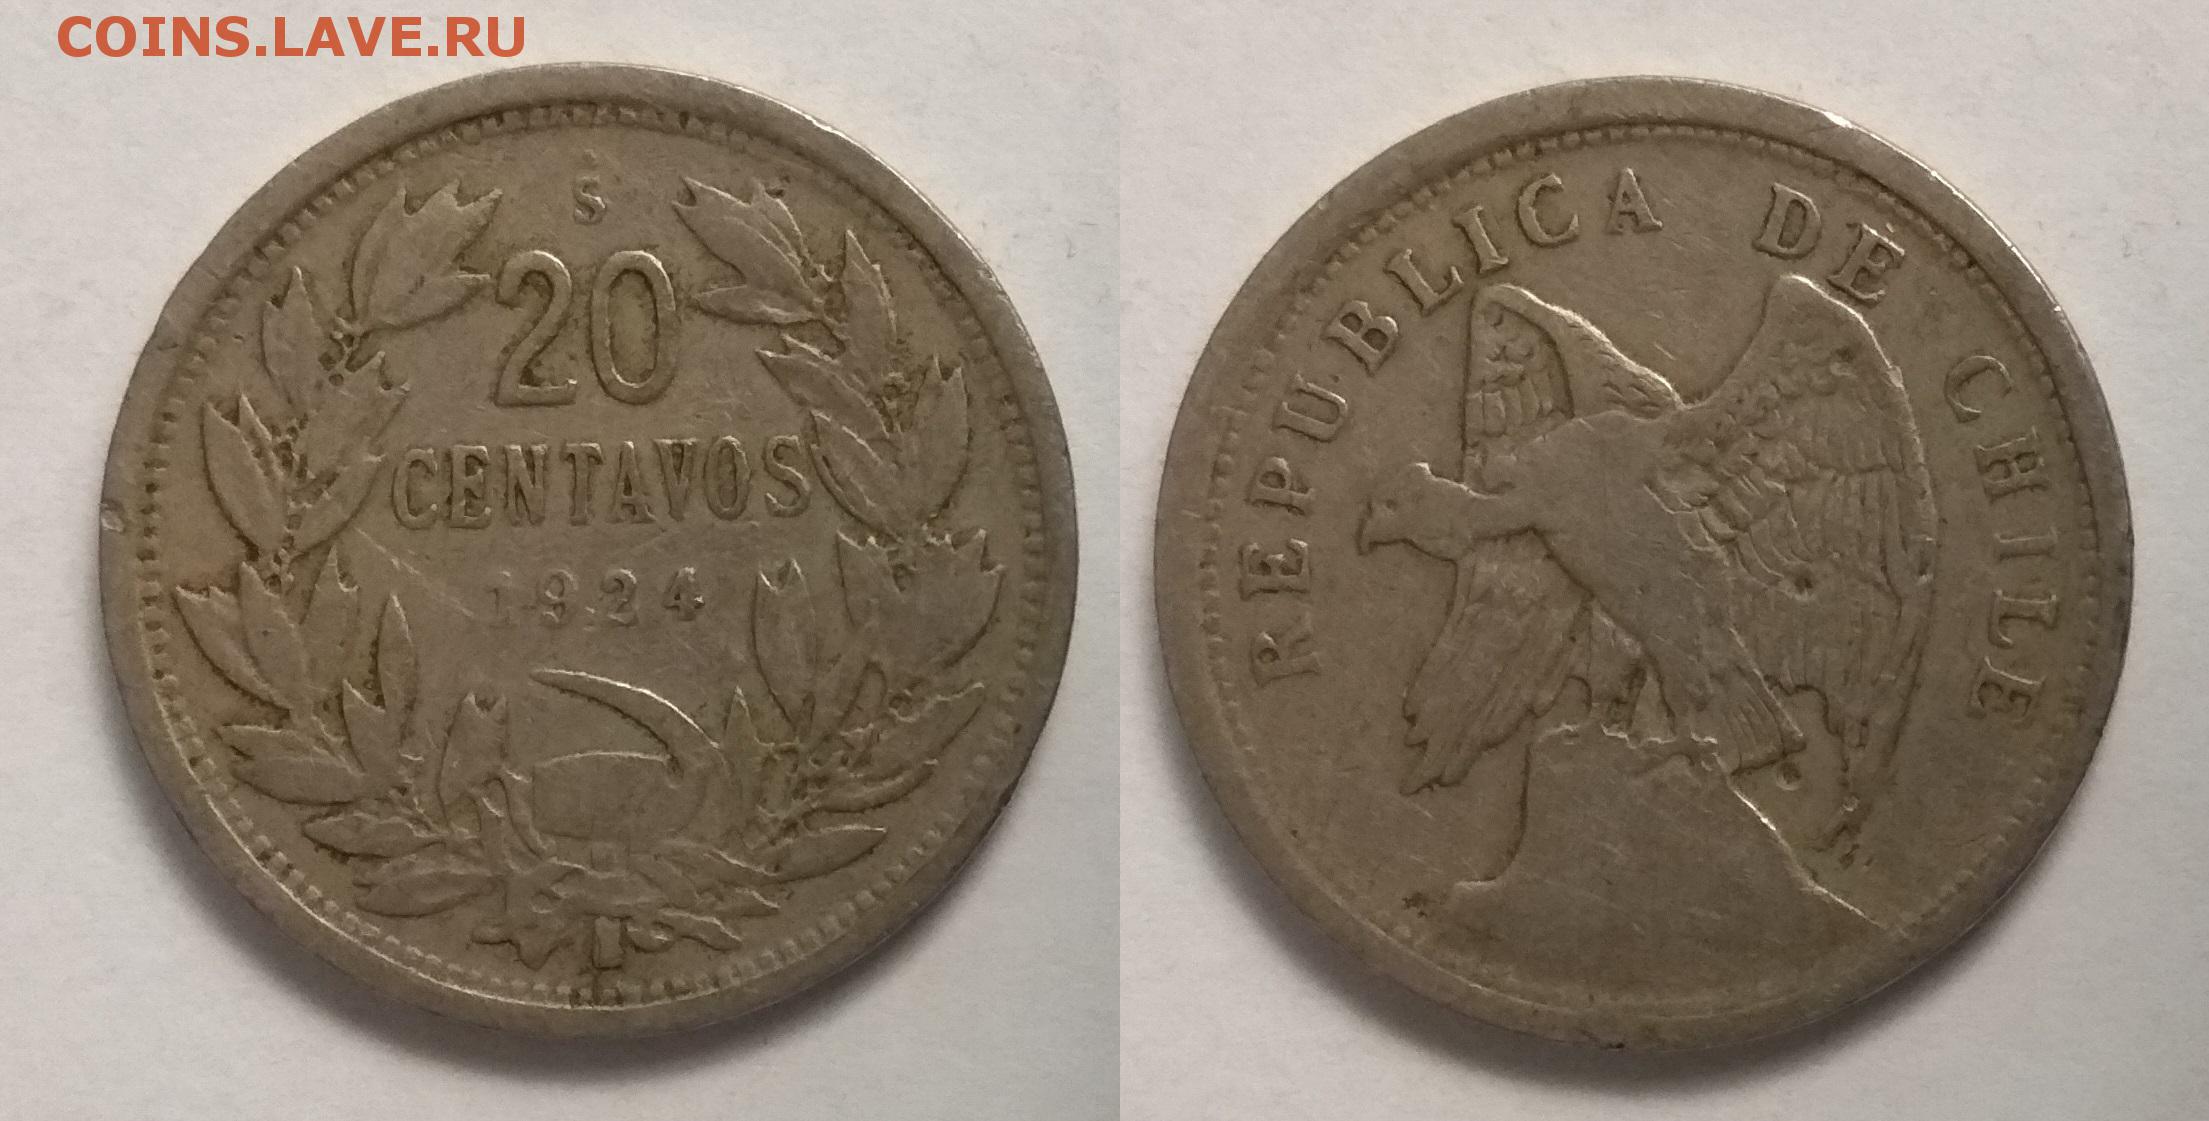 COINS.LAVE.RU
S
20
CENTAVOS
1924
REPUBLICA DE CHILE